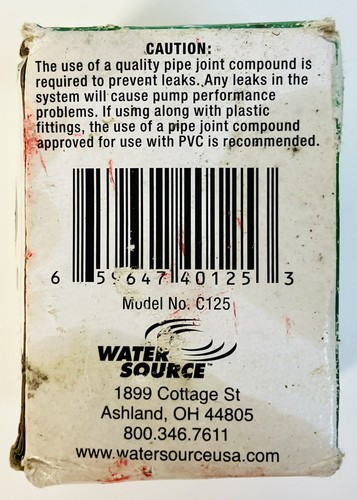 CAUTION:
The use of a quality pipe joint compound is
required to prevent leaks. Any leaks in the
system will cause pump performance
problems. If using along with plastic
fittings, the use of a pipe joint compound
approved for use with PVC is recommended.
6 59647 40125 3
Model No. C125
WATER
SOURCE™
1899 Cottage St
Ashland, OH 44805
800.346.7611
www.watersourceusa.com